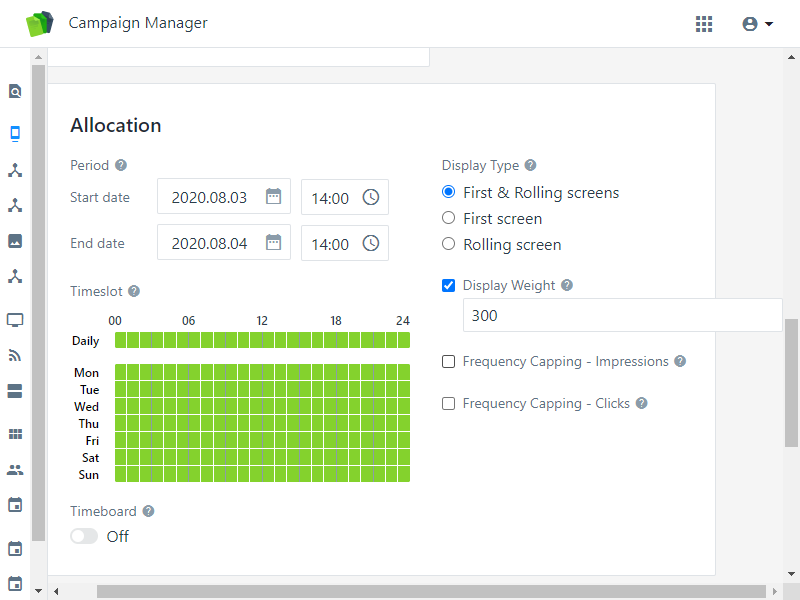 Campaign Manager
Allocation
Period
Start date 2020.08.03 14:00
End date 2020.08.04 14:00
Timeslot
00 06 12 18 24
Daily
Mon
Tue
Wed
Thu
Fri
Sat
Sun
Timeboard
Off
Display Type
First & Rolling screens
First screen
Rolling screen
Display Weight
300
Frequency Capping - Impressions
Frequency Capping - Clicks